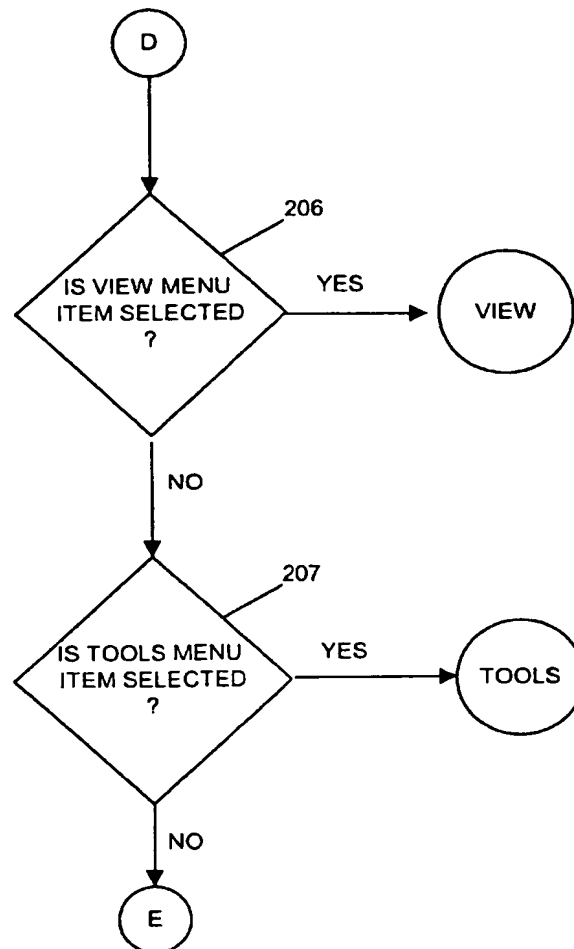 D
206
IS VIEW MENU
ITEM SELECTED
?
YES
VIEW
NO
207
IS TOOLS MENU
ITEM SELECTED
?
YES
TOOLS
NO
E